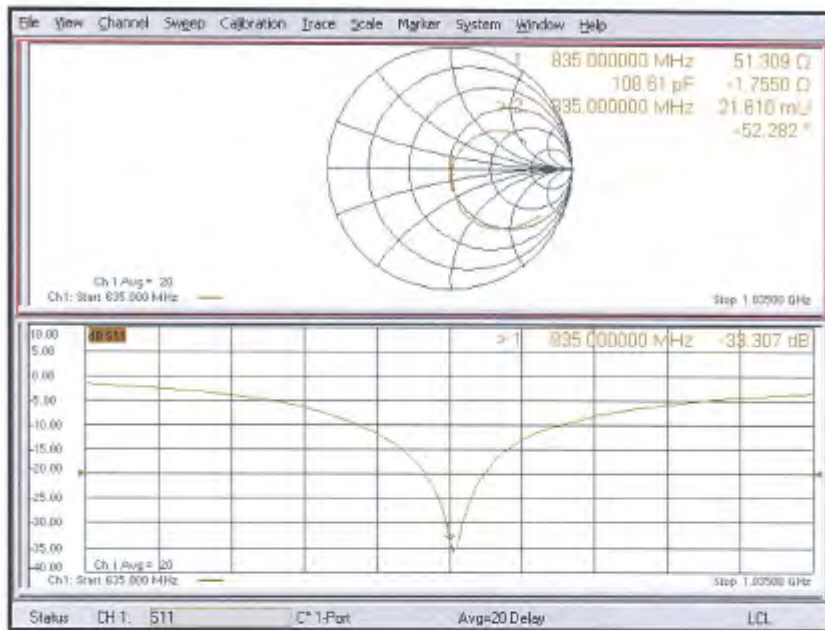 File View Channel Sweep Calibration Trace Scale Marker System Window Help
1 835.000000 MHz 51.309 Ω
108.61 pF -1.7550 Ω
>2 835.000000 MHz 21.610 mU
-52.282 °
Ch 1 Avg = 20
Ch1: Start 635.000 MHz
Stop 1.03500 GHz
10.00
dB S11
>1 835.000000 MHz -33.307 dB
5.00
0.00
-5.00
-10.00
-15.00
-20.00
-25.00
-30.00
-35.00
-40.00
Ch 1 Avg = 20
Ch1: Start 635.000 MHz
Stop 1.03500 GHz
Status CH 1: S11 C* 1-Port Avg=20 Delay LCL